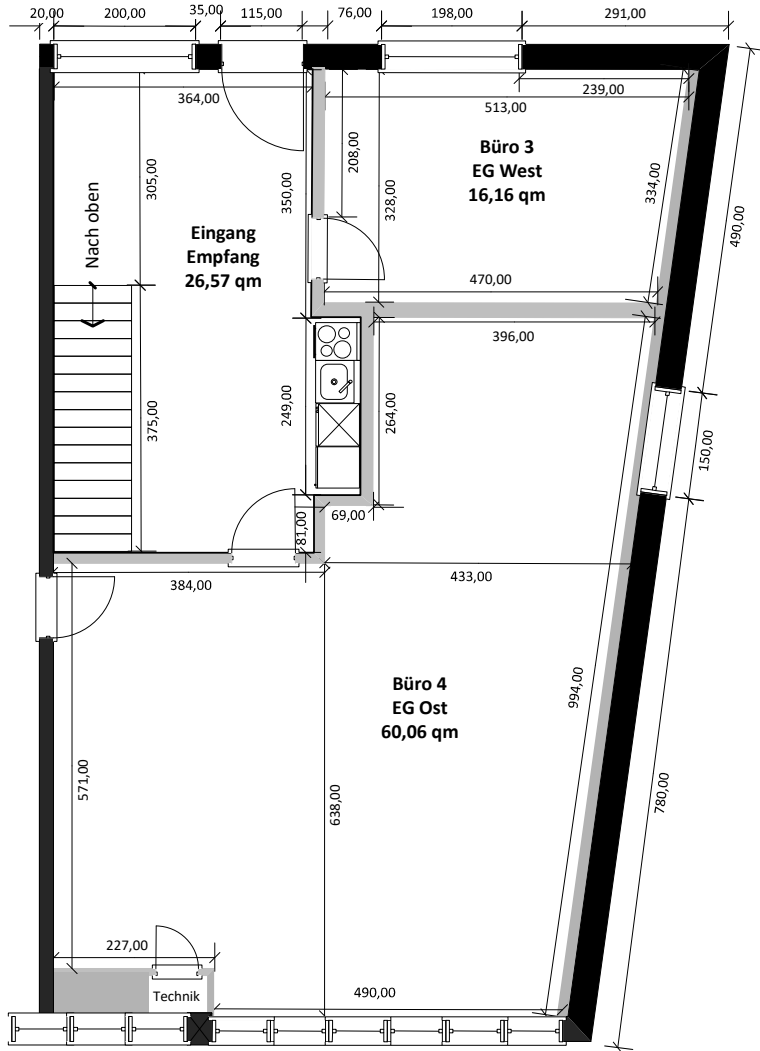 20,00
200,00
35,00
115,00
76,00
198,00
291,00
364,00
239,00
513,00
305,00
Nach oben
350,00
208,00
328,00
Büro 3
EG West
16,16 qm
334,00
490,00
Eingang
Empfang
26,57 qm
470,00
396,00
375,00
249,00
264,00
150,00
69,00
81,00
384,00
433,00
Büro 4
EG Ost
60,06 qm
994,00
571,00
638,00
780,00
227,00
Technik
490,00